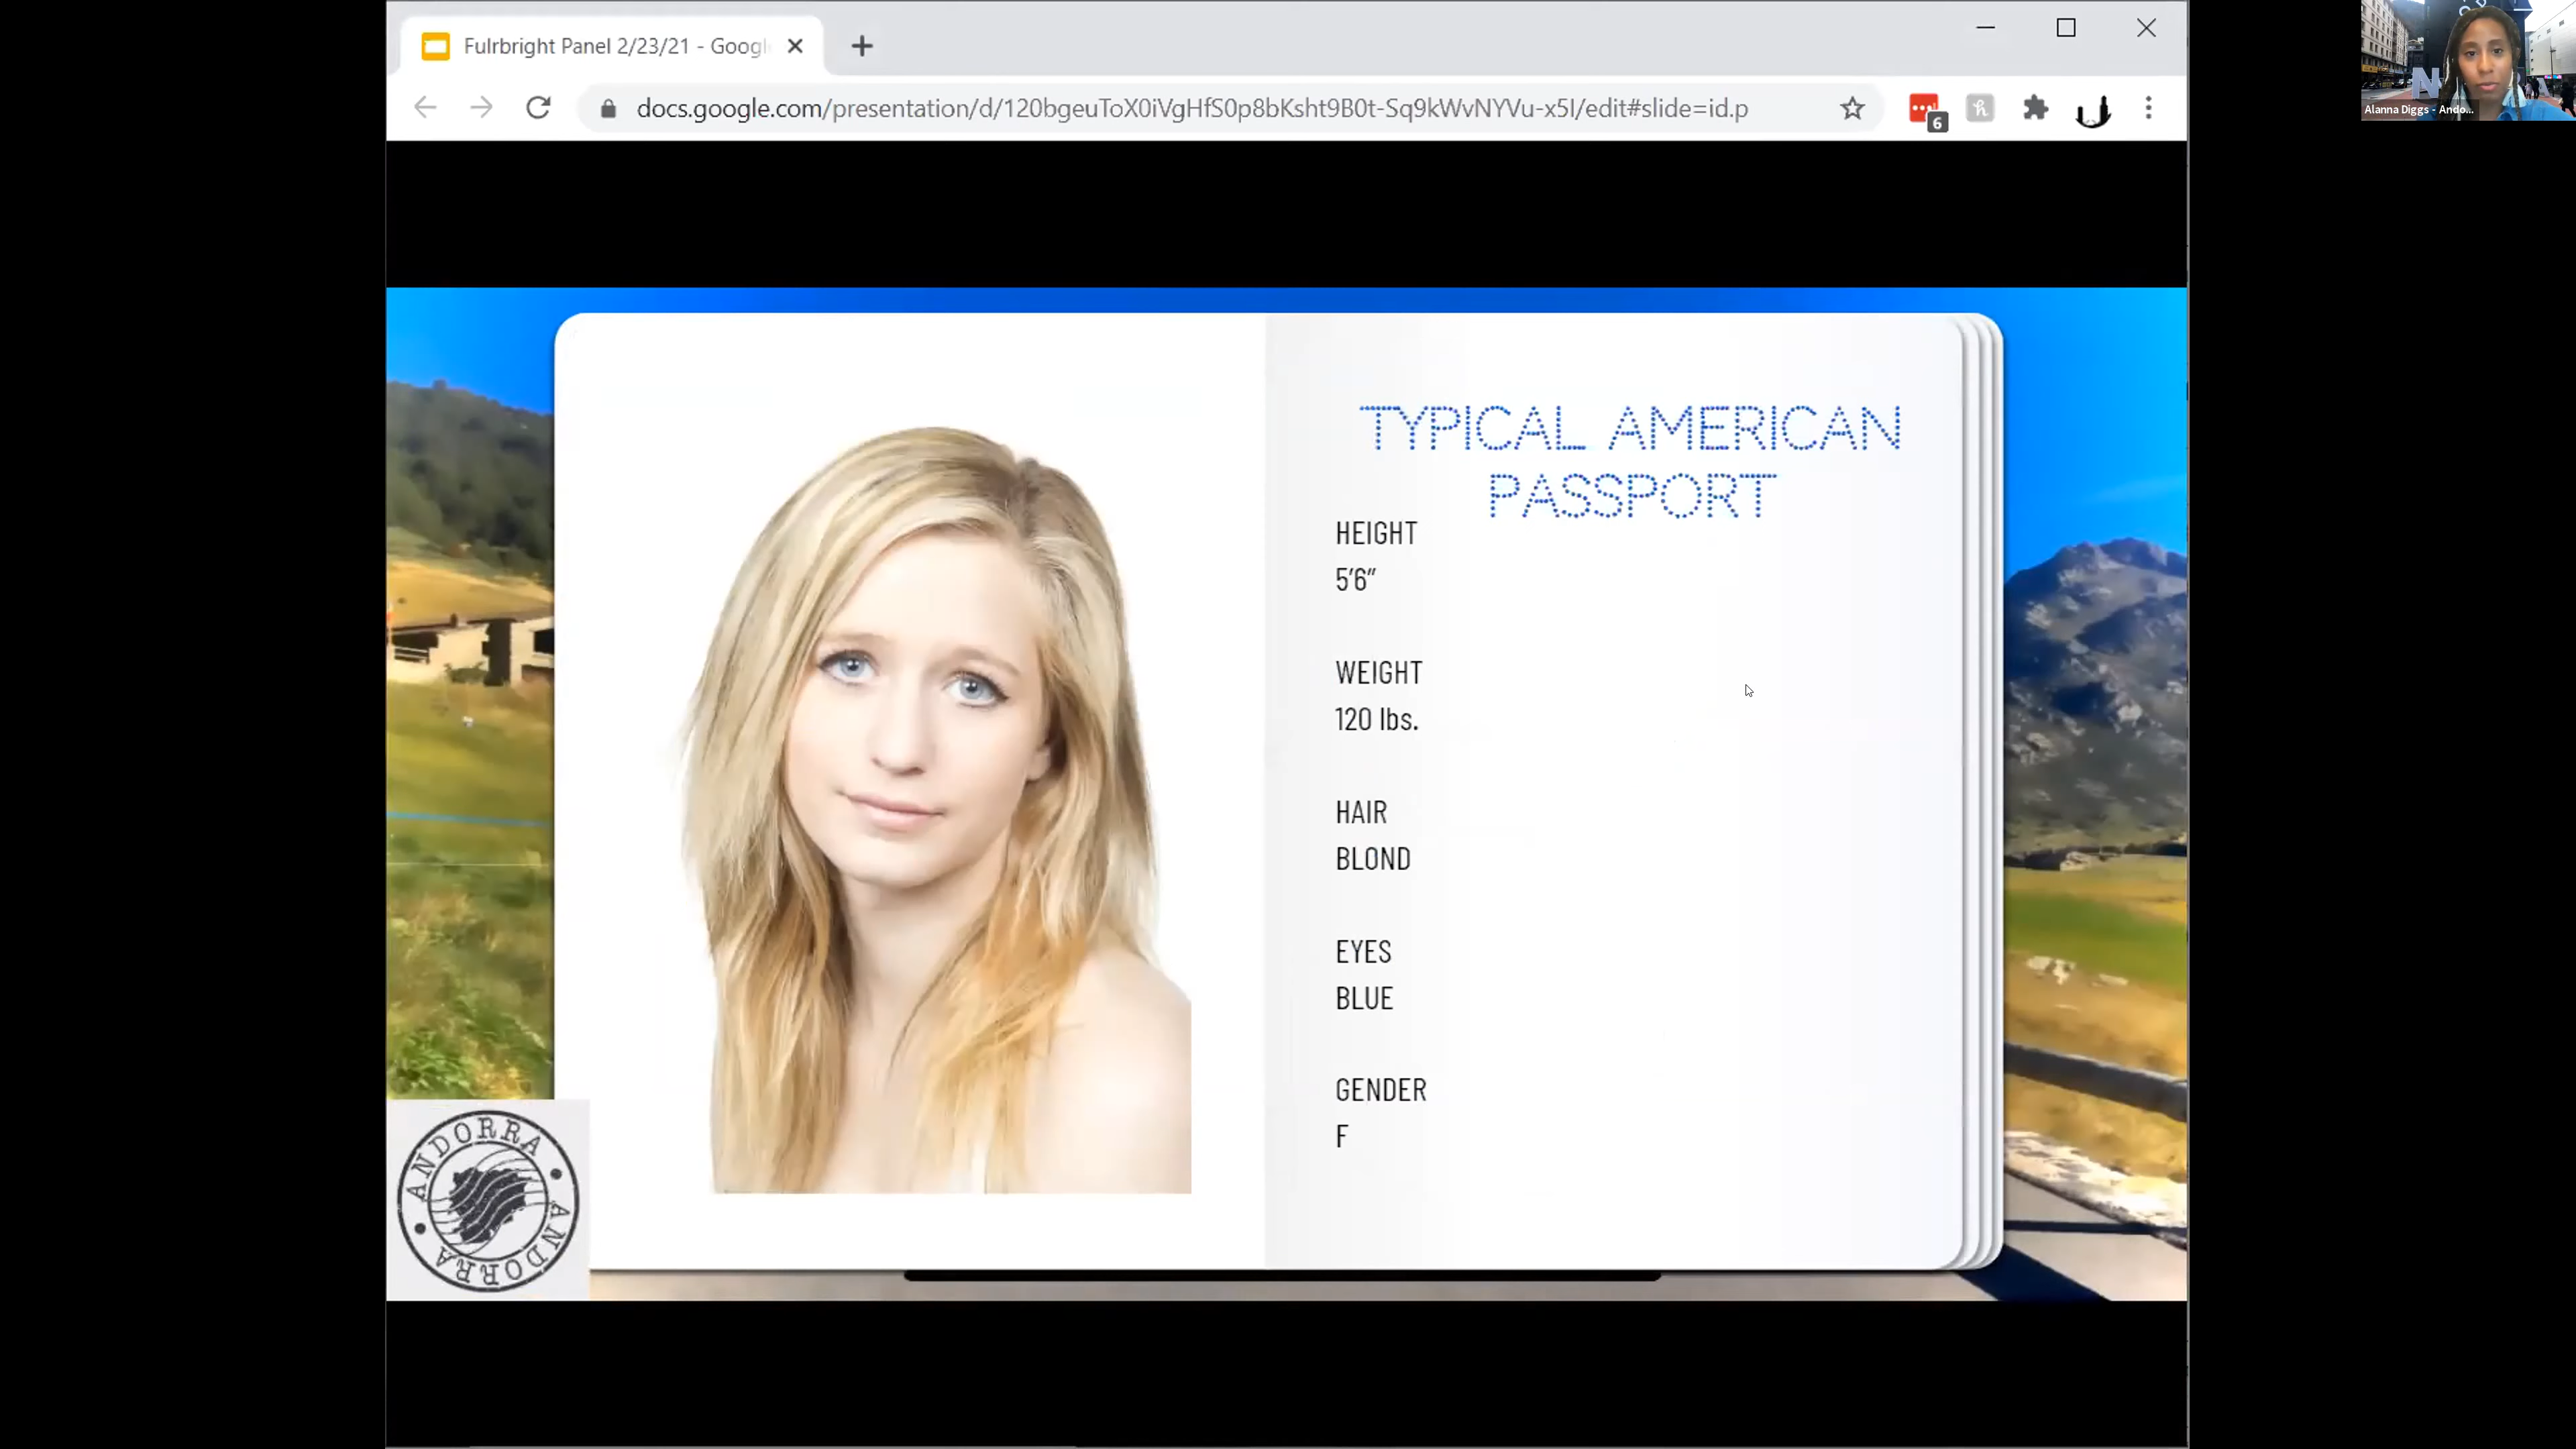 Fulrbright Panel 2/23/21 - Googl
docs.google.com/presentation/d/120bgeuToX0iVgHfS0p8bKsht9B0t-Sq9kWvNYVu-x5I/edit#slide=id.p
6
Alanna Diggs - Ando...
N
TYPICAL AMERICAN
PASSPORT
HEIGHT
5'6"
WEIGHT
120 lbs.
HAIR
BLOND
EYES
BLUE
GENDER
F
ANDORRA
ANDORRA